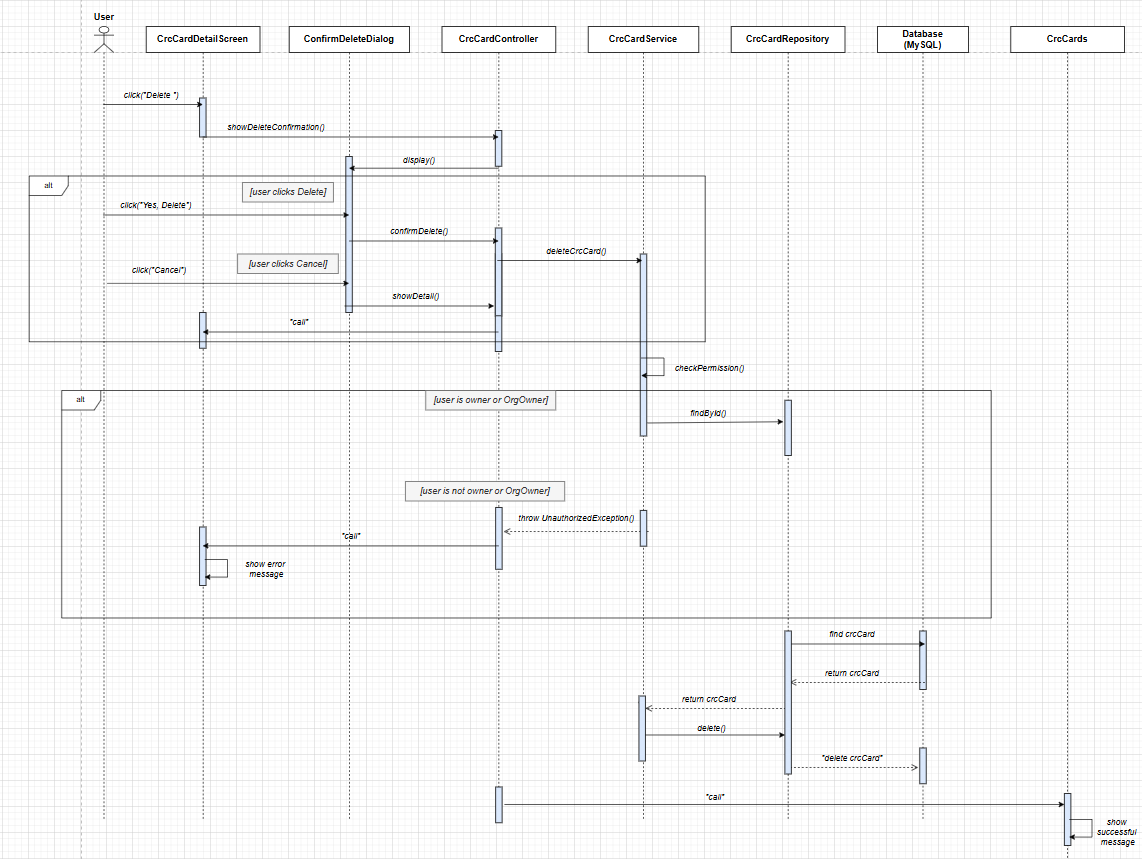 User
CrcCardDetailScreen
ConfirmDeleteDialog
CrcCardController
CrcCardService
CrcCardRepository
Database
(MySQL)
CrcCards
click("Delete ")
showDeleteConfirmation()
display()
alt
[user clicks Delete]
click("Yes, Delete")
confirmDelete()
deleteCrcCard()
[user clicks Cancel]
click("Cancel")
showDetail()
"call"
checkPermission()
alt
[user is owner or OrgOwner]
findById()
[user is not owner or OrgOwner]
throw UnauthorizedException()
"call"
show error
message
find crcCard
return crcCard
return crcCard
delete()
"delete crcCard"
"call"
show
successful
message